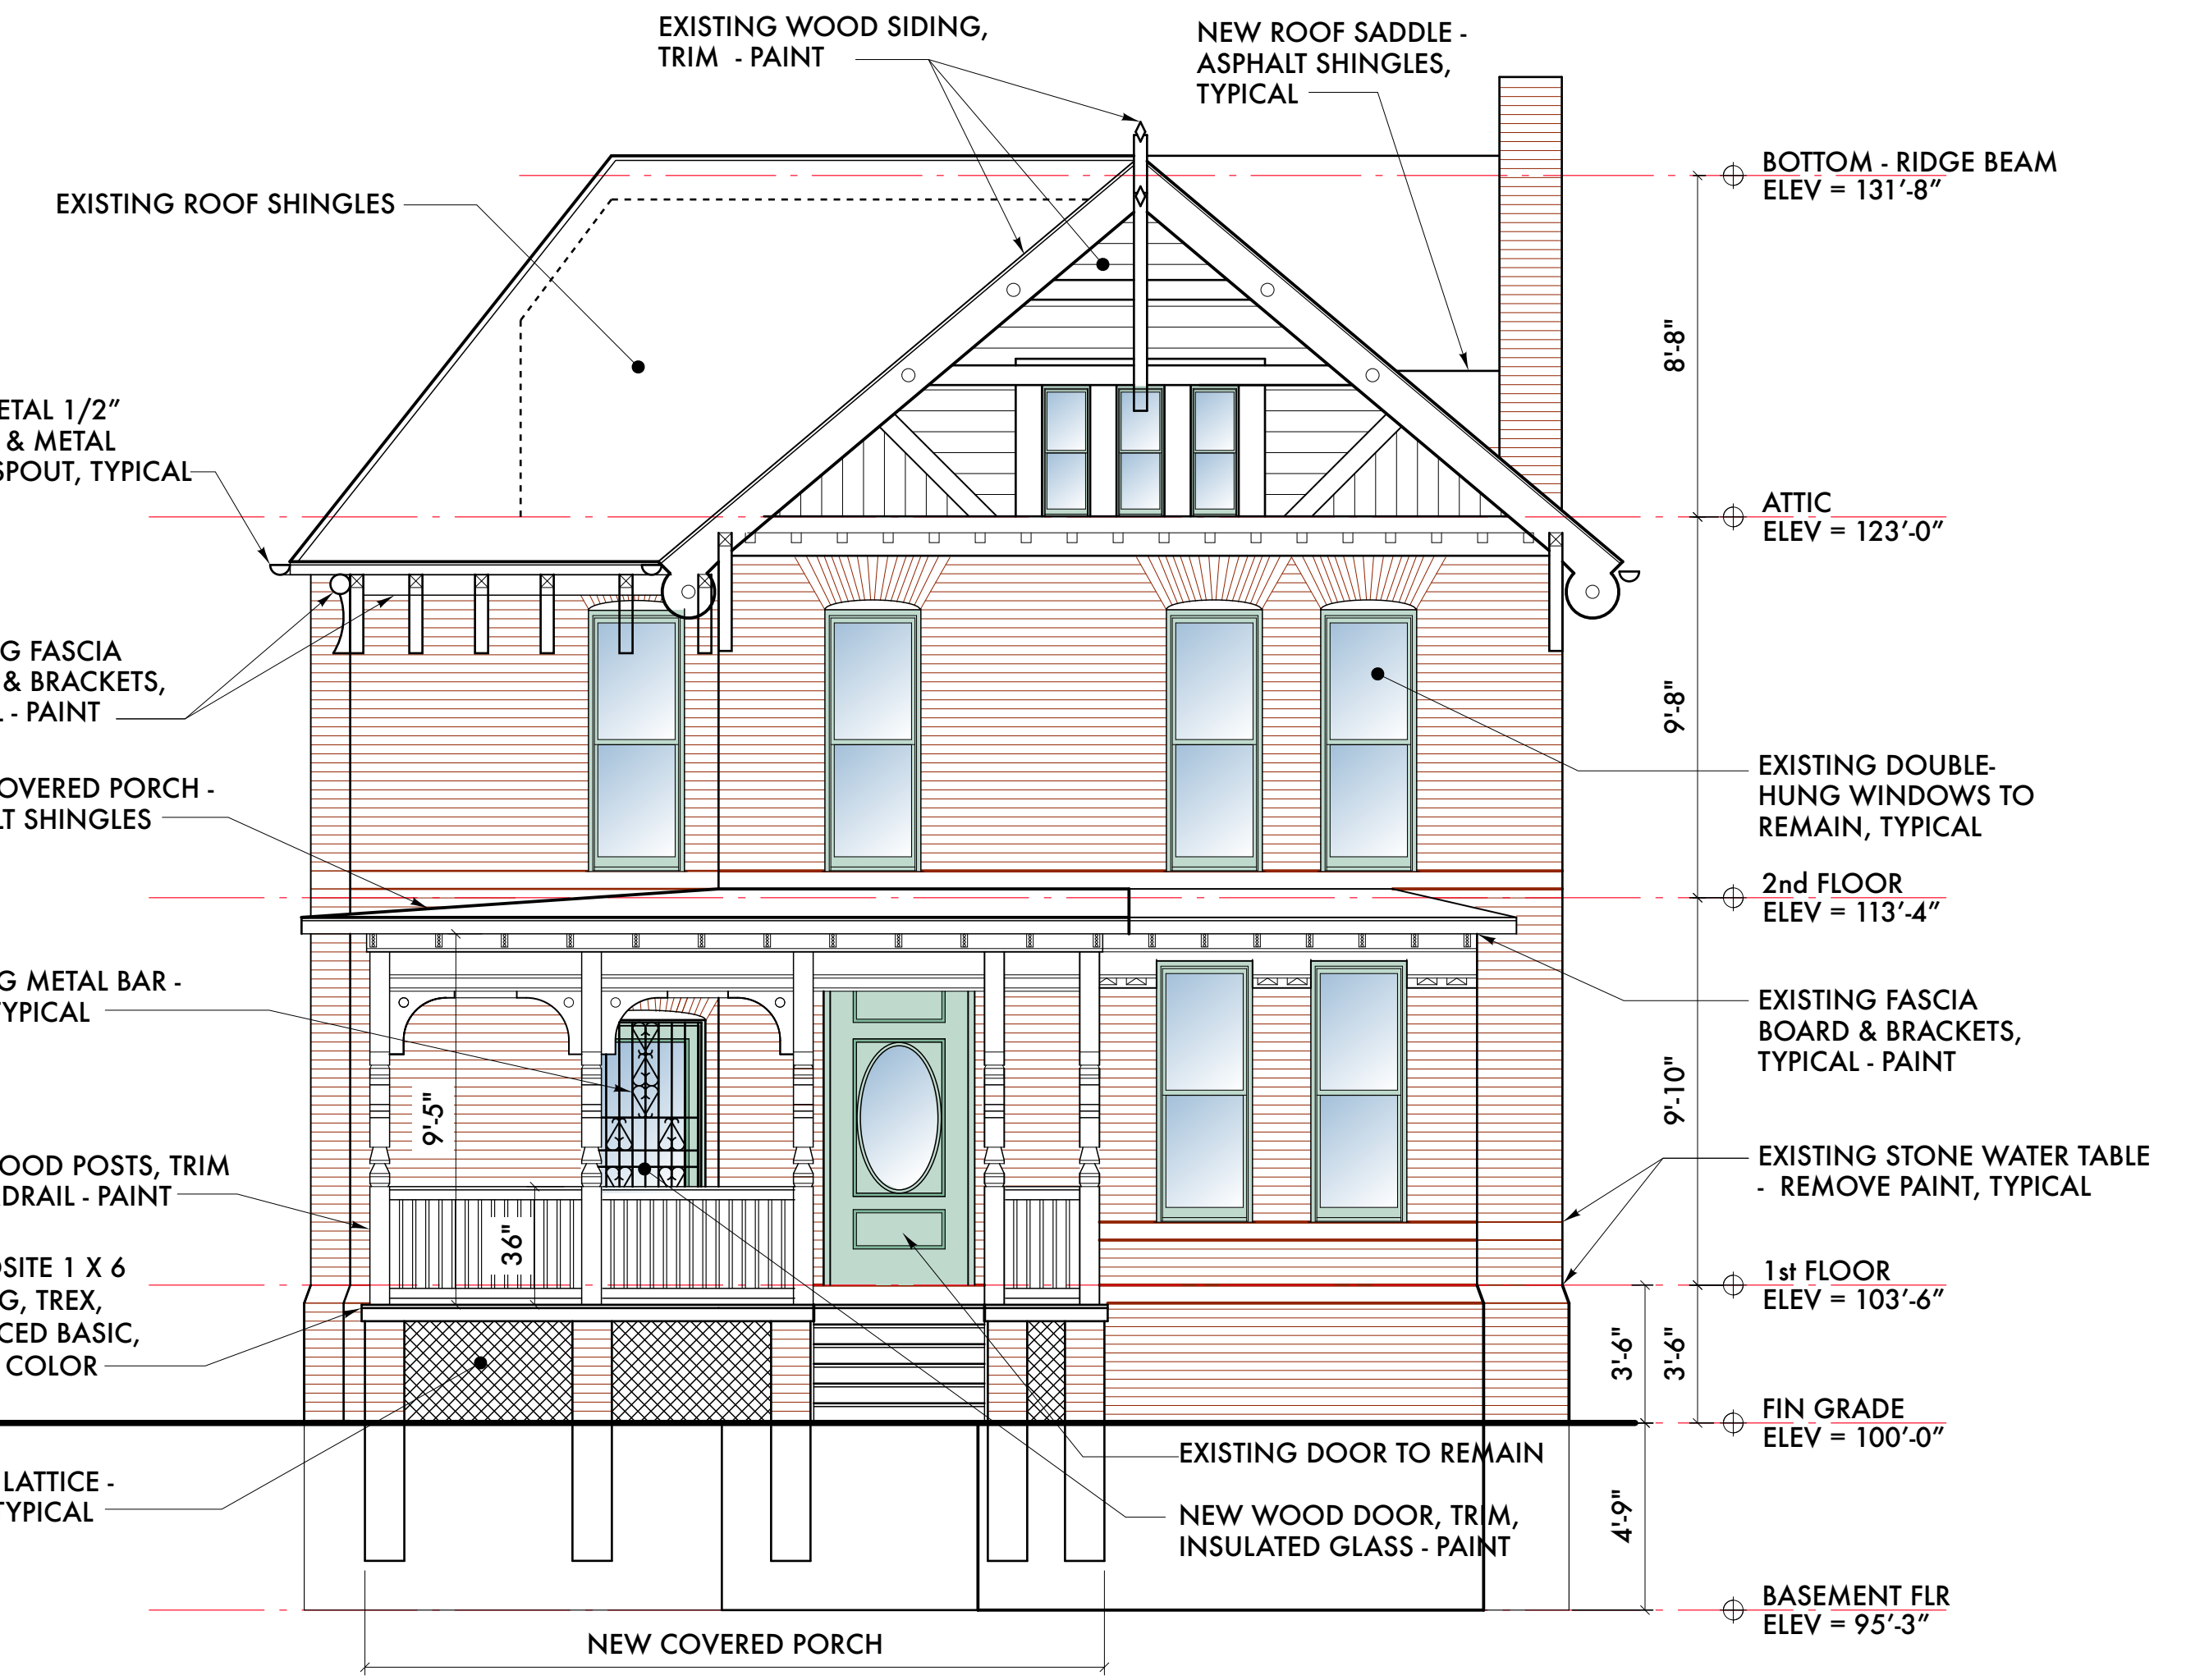 EXISTING WOOD SIDING,
TRIM - PAINT
NEW ROOF SADDLE -
ASPHALT SHINGLES,
TYPICAL
EXISTING ROOF SHINGLES
BOTTOM - RIDGE BEAM
ELEV = 131'-8"
8'-8"
ETAL 1/2"
& METAL
SPOUT, TYPICAL
ATTIC
ELEV = 123'-0"
G FASCIA
& BRACKETS,
- PAINT
9'-8"
OVERED PORCH -
LT SHINGLES
EXISTING DOUBLE-
HUNG WINDOWS TO
REMAIN, TYPICAL
2nd FLOOR
ELEV = 113'-4"
G METAL BAR -
TYPICAL
EXISTING FASCIA
BOARD & BRACKETS,
TYPICAL - PAINT
9'-5"
9'-10"
OOD POSTS, TRIM
DRAIL - PAINT
EXISTING STONE WATER TABLE
- REMOVE PAINT, TYPICAL
36"
OSITE 1 X 6
G, TREX,
CED BASIC,
COLOR
1st FLOOR
ELEV = 103'-6"
3'-6"
3'-6"
FIN GRADE
ELEV = 100'-0"
LATTICE -
TYPICAL
EXISTING DOOR TO REMAIN
NEW WOOD DOOR, TRIM,
INSULATED GLASS - PAINT
4'-9"
BASEMENT FLR
ELEV = 95'-3"
NEW COVERED PORCH